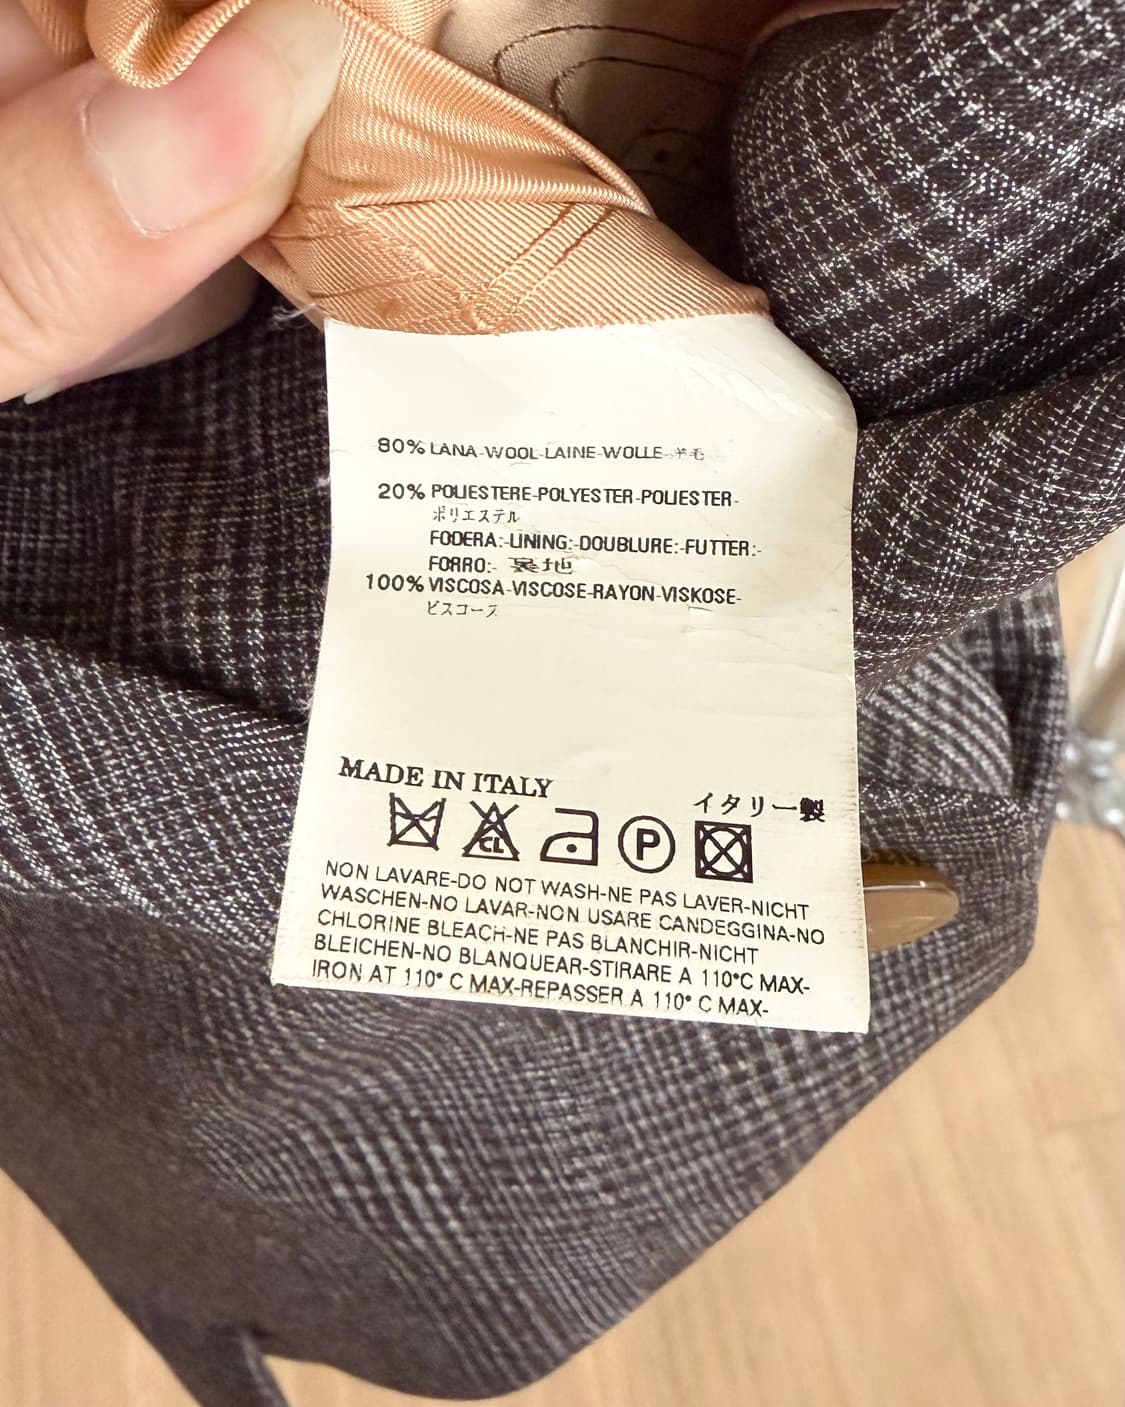 80% LANA-WOOL-LAINE-WOLLE-羊毛
20% POLIESTERE-POLYESTER-POLIESTER-
ポリエステル
FODERA:-LINING:-DOUBLURE:-FUTTER:-
FORRO:- 裏地
100% VISCOSA-VISCOSE-RAYON-VISKOSE-
ビスコース
MADE IN ITALY
イタリー製
CL P
NON LAVARE-DO NOT WASH-NE PAS LAVER-NICHT
WASCHEN-NO LAVAR-NON USARE CANDEGGINA-NO
CHLORINE BLEACH-NE PAS BLANCHIR-NICHT
BLEICHEN-NO BLANQUEAR-STIRARE A 110°C MAX-
IRON AT 110° C MAX-REPASSER A 110° C MAX-